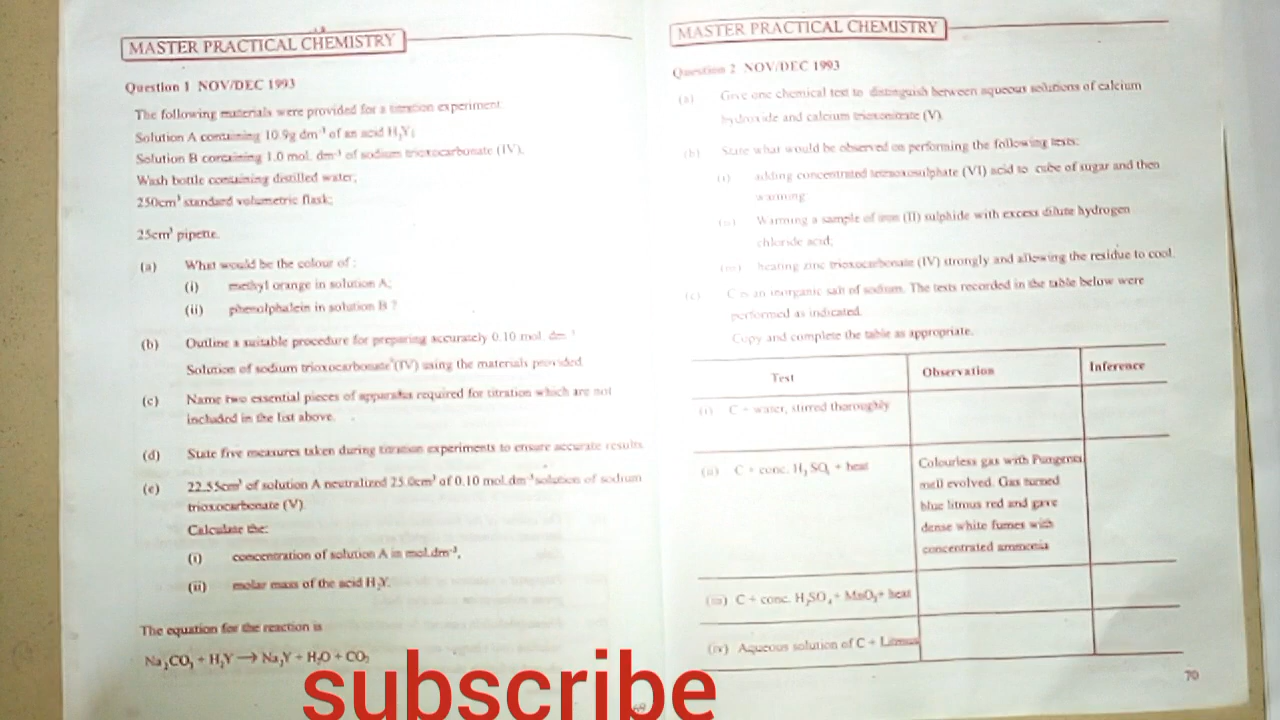 MASTER PRACTICAL CHEMISTRY
Question 1 NOV/DEC 1993
The following materials were provided for a titration experiment
Solution A containing 10.9g dm⁻³ of an acid H₂Y;
Solution B containing 1.0 mol. dm⁻³ of sodium trioxocarbonate (IV),
Wash bottle containing distilled water;
250cm³ standard volumetric flask;
25cm³ pipette.
(a) What would be the colour of :
(i) methyl orange in solution A;
(ii) phenolphalein in solution B ?
(b) Outline a suitable procedure for preparing accurately 0.10 mol. dm⁻³
Solution of sodium trioxocarbonate (IV) using the materials provided.
(c) Name two essential pieces of apparatus required for titration which are not
included in the list above.
(d) State five measures taken during titration experiments to ensure accurate results.
(e) 22.55cm³ of solution A neutralized 25.0cm³ of 0.10 mol.dm⁻³ solution of sodium
trioxocarbonate (V).
Calculate the:
(i) concentration of solution A in mol.dm⁻³,
(ii) molar mass of the acid H₂Y.
The equation for the reaction is
Na₂CO₃ + H₂Y → Na₂Y + H₂O + CO₂
69
MASTER PRACTICAL CHEMISTRY
Question 2 NOV/DEC 1993
(a) Give one chemical test to distinguish between aqueous solutions of calcium
hydroxide and calcium trioxonitrate (V).
(b) State what would be observed on performing the following tests:
(i) adding concentrated tetraoxosulphate (VI) acid to cube of sugar and then
warming
(ii) Warming a sample of iron (II) sulphide with excess dilute hydrogen
chloride acid;
(iii) heating zinc trioxocarbonate (IV) strongly and allowing the residue to cool.
(c) C is an inorganic salt of sodium. The tests recorded in the table below were
performed as indicated.
Copy and complete the table as appropriate.
Test Observation Inference
(i) C + water, stirred thoroughly
(ii) C + conc. H₂SO₄ + heat
Colourless gas with Pungent
smell evolved. Gas turned
blue litmus red and gave
dense white fumes with
concentrated ammonia
(iii) C + conc. H₂SO₄ + MnO₂ + heat
(iv) Aqueous solution of C + Litmus
70
subscribe